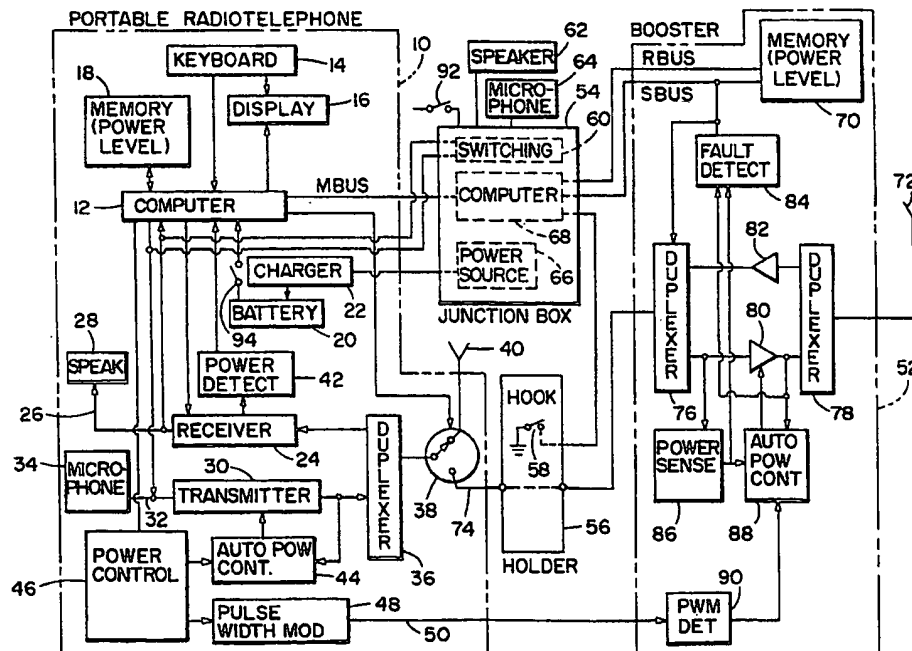 PORTABLE RADIOTELEPHONE
10
KEYBOARD
14
18
MEMORY
(POWER
LEVEL)
DISPLAY
16
12
COMPUTER
MBUS
CHARGER
22
BATTERY
20
94
28
SPEAK
26
POWER
DETECT
42
RECEIVER
24
34
MICRO-
PHONE
30
TRANSMITTER
32
DUPLEXER
36
38
40
46
POWER
CONTROL
AUTO POW
CONT.
44
PULSE
WIDTH MOD
48
50
SPEAKER
62
64
MICRO-
PHONE
54
92
60
SWITCHING
COMPUTER
68
POWER
SOURCE
66
JUNCTION BOX
HOOK
58
74
56
HOLDER
BOOSTER
RBUS
SBUS
MEMORY
(POWER
LEVEL)
70
FAULT
DETECT
84
72
82
DUPLEXER
76
80
DUPLEXER
78
52
POWER
SENSE
86
AUTO
POW
CONT
88
90
PWM
DET